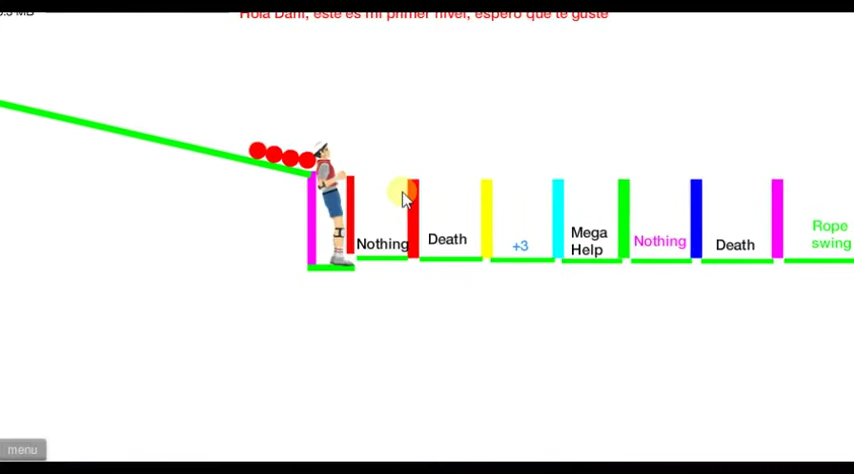 Hola Dani, este es mi primer nivel, espero que te guste
Nothing
Death
+3
Mega
Help
Nothing
Death
Rope
swing
menu